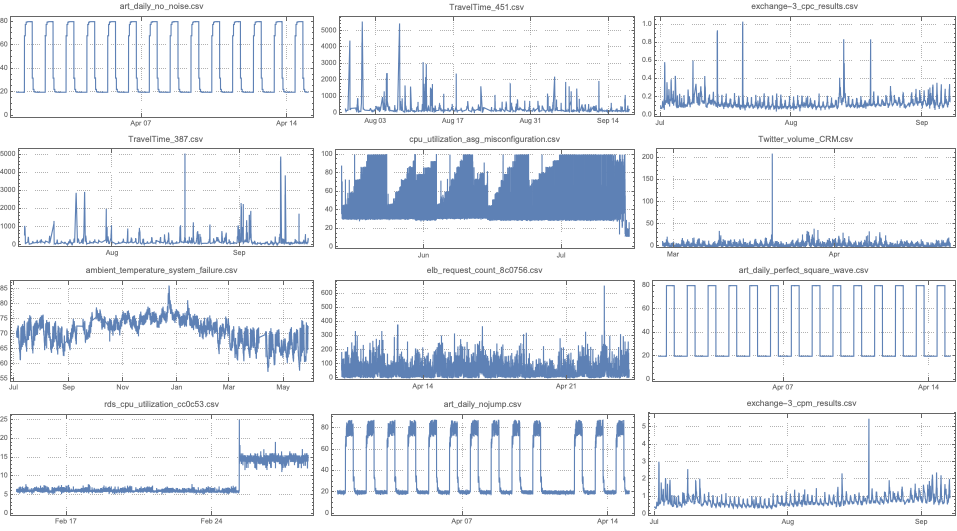 art_daily_no_noise.csv
80
60
40
20
0
Apr 07
Apr 14
TravelTime_451.csv
5000
4000
3000
2000
1000
0
Aug 03
Aug 17
Aug 31
Sep 14
exchange-3_cpc_results.csv
1.0
0.8
0.6
0.4
0.2
0.0
Jul
Aug
Sep
TravelTime_387.csv
5000
4000
3000
2000
1000
0
Aug
Sep
cpu_utilization_asg_misconfiguration.csv
100
80
60
40
20
0
Jun
Jul
Twitter_volume_CRM.csv
200
150
100
50
0
Mar
Apr
ambient_temperature_system_failure.csv
85
80
75
70
65
60
55
Jul
Sep
Nov
Jan
Mar
May
elb_request_count_8c0756.csv
600
500
400
300
200
100
0
Apr 14
Apr 21
art_daily_perfect_square_wave.csv
80
60
40
20
0
Apr 07
Apr 14
rds_cpu_utilization_cc0c53.csv
25
20
15
10
5
0
Feb 17
Feb 24
art_daily_nojump.csv
80
60
40
20
0
Apr 07
Apr 14
exchange-3_cpm_results.csv
5
4
3
2
1
0
Jul
Aug
Sep